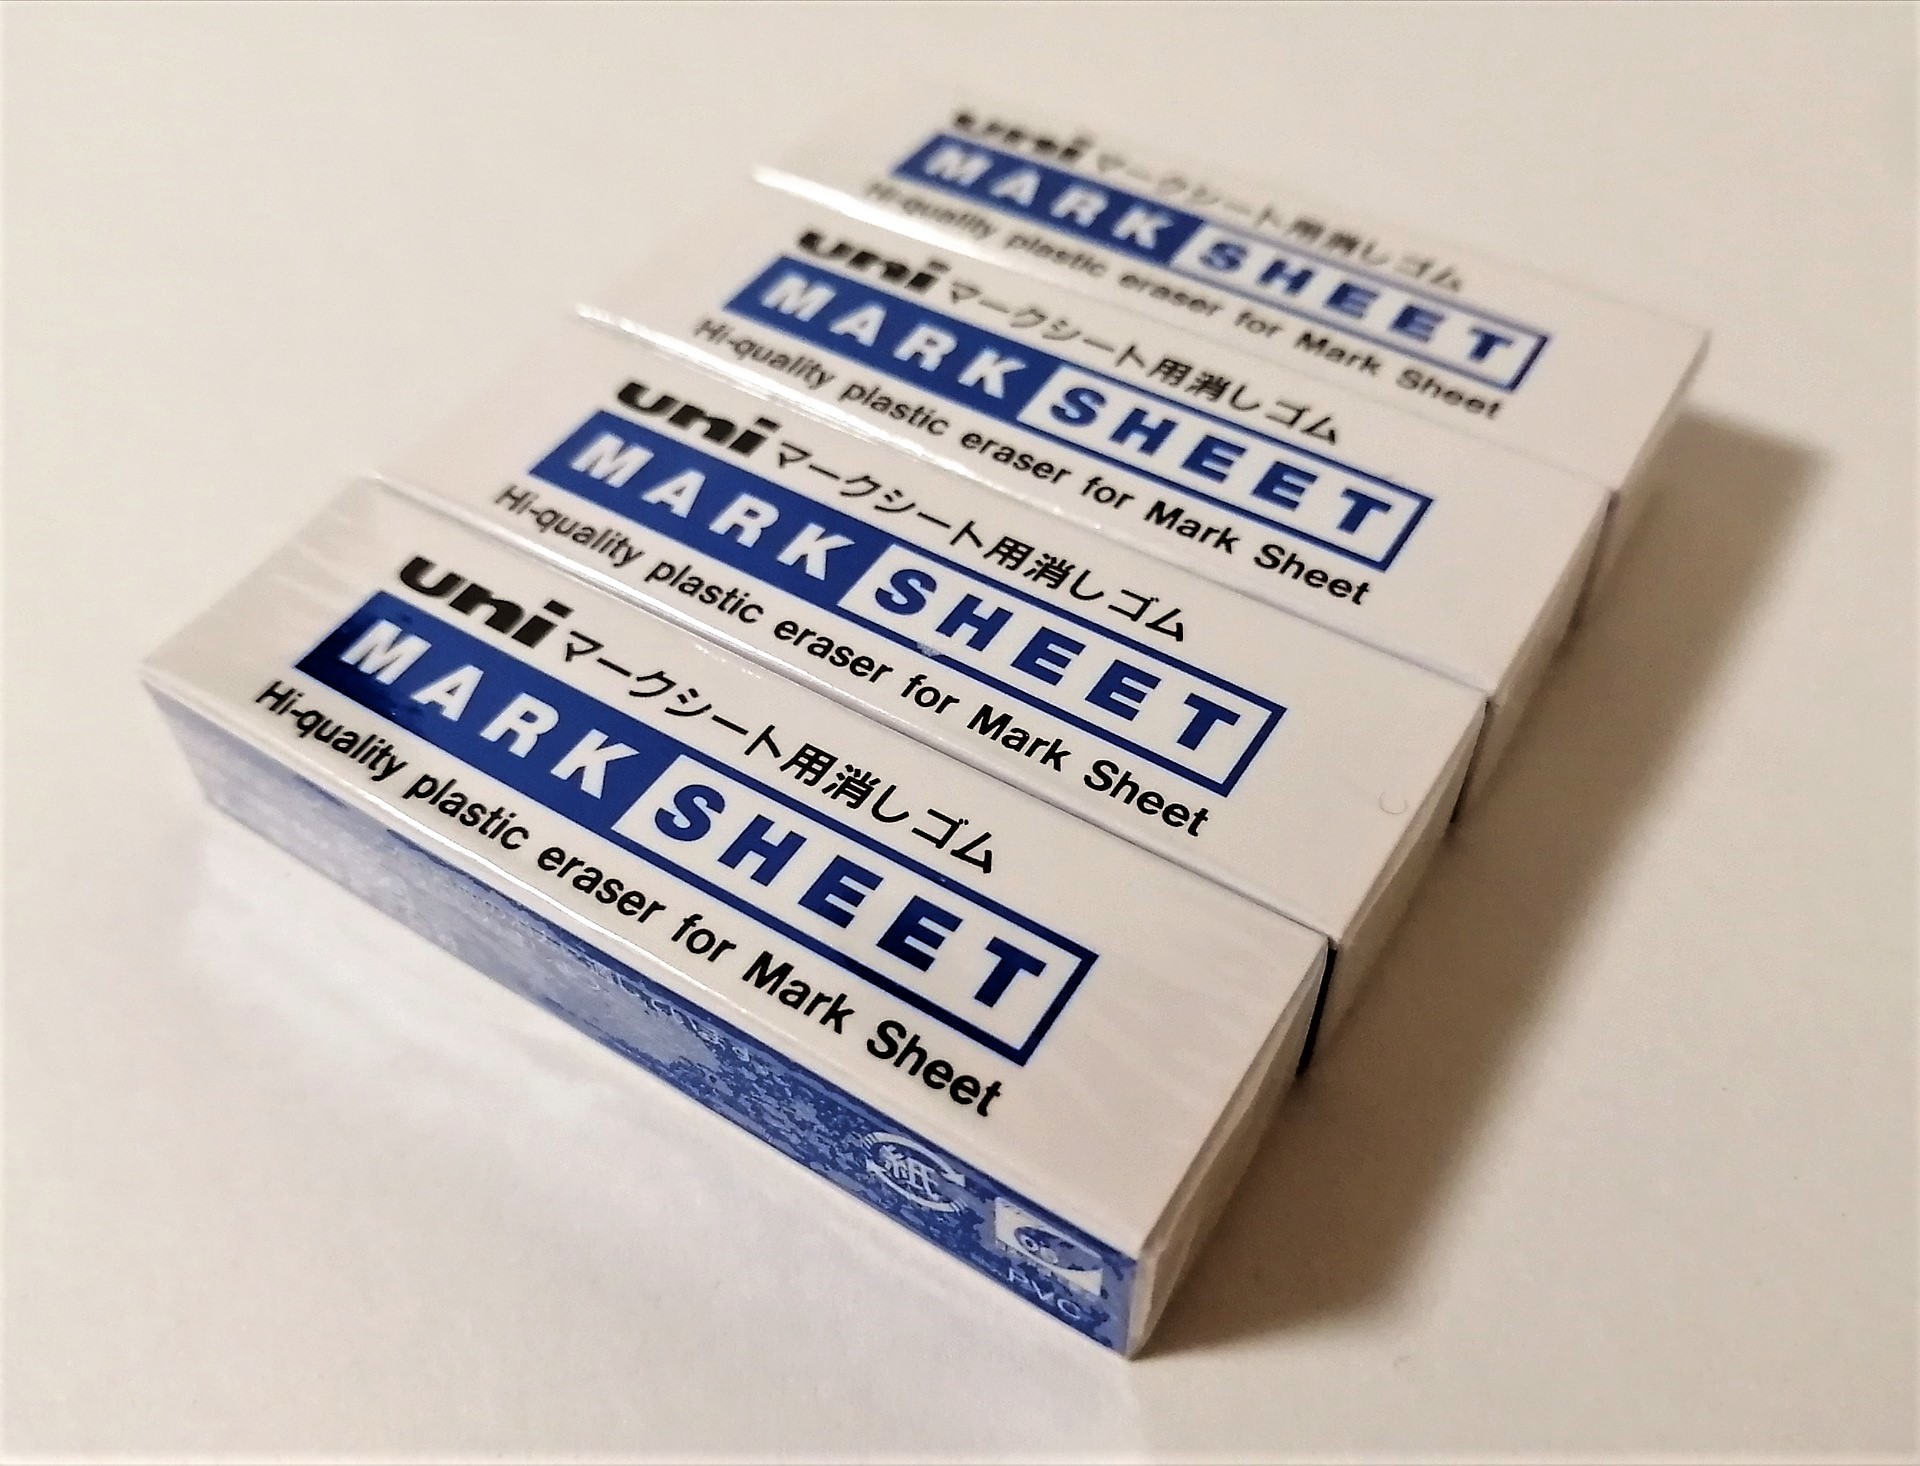 uni マークシート用消しゴム
MARK SHEET
Hi-quality plastic eraser for Mark Sheet
uni マークシート用消しゴム
MARK SHEET
Hi-quality plastic eraser for Mark Sheet
uni マークシート用消しゴム
MARK SHEET
Hi-quality plastic eraser for Mark Sheet
uni マークシート用消しゴム
MARK SHEET
Hi-quality plastic eraser for Mark Sheet
紙
PVC